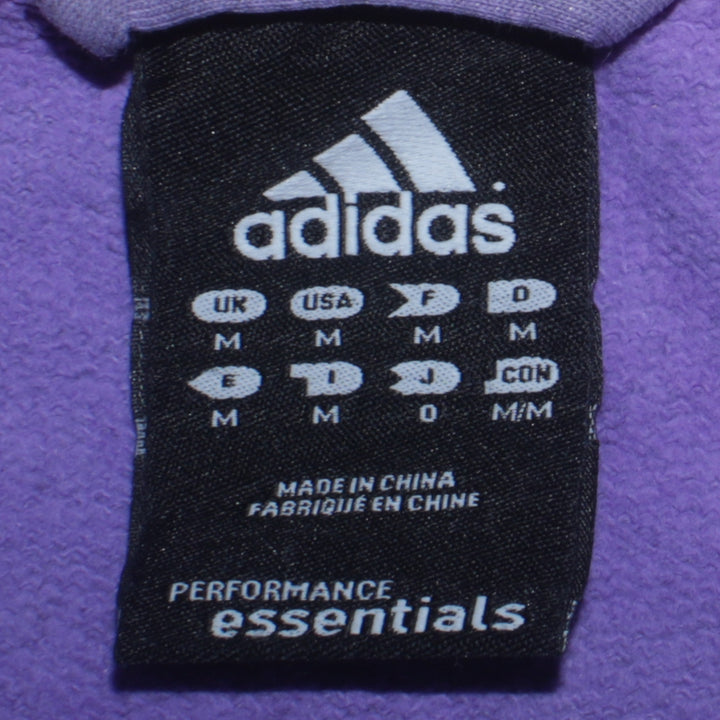 adidas
UK USA F D
M M M M
E I J CON
M M O M/M
MADE IN CHINA
FABRIQUÉ EN CHINE
PERFORMANCE
essentials